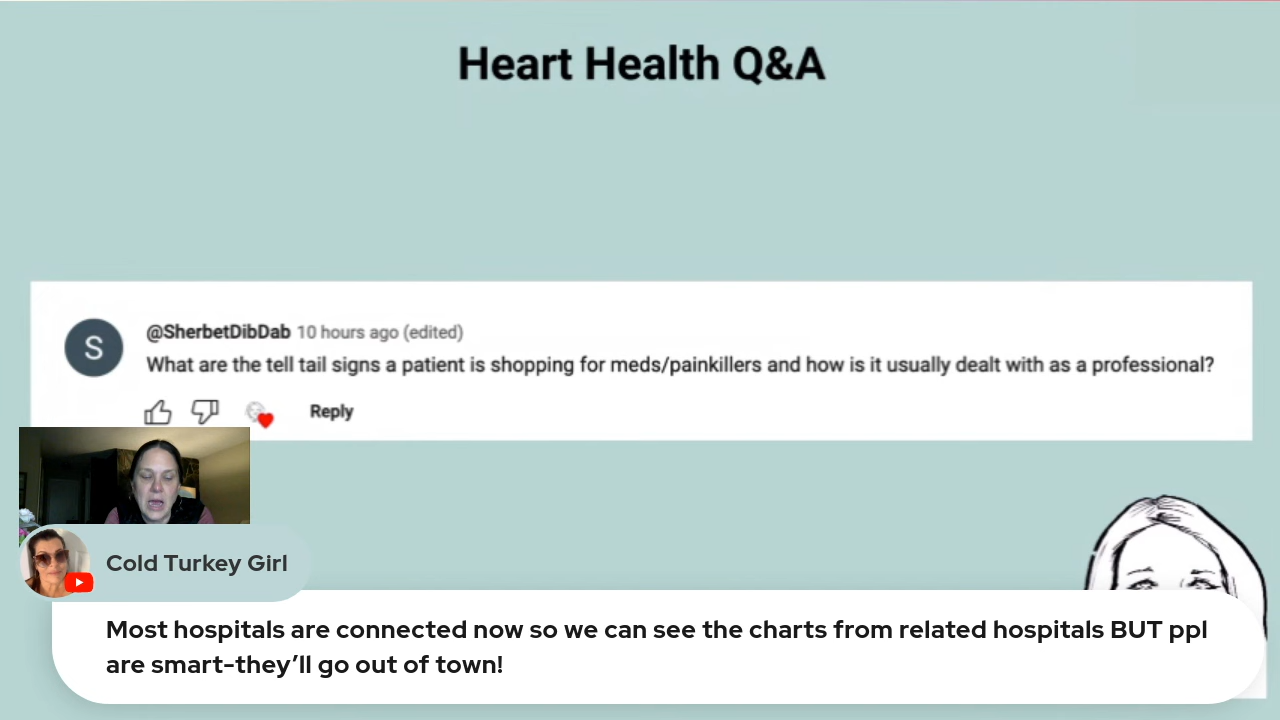 Heart Health Q&A
S
@SherbetDibDab 10 hours ago (edited)
What are the tell tail signs a patient is shopping for meds/painkillers and how is it usually dealt with as a professional?
Reply
Cold Turkey Girl
Most hospitals are connected now so we can see the charts from related hospitals BUT ppl
are smart-they’ll go out of town!